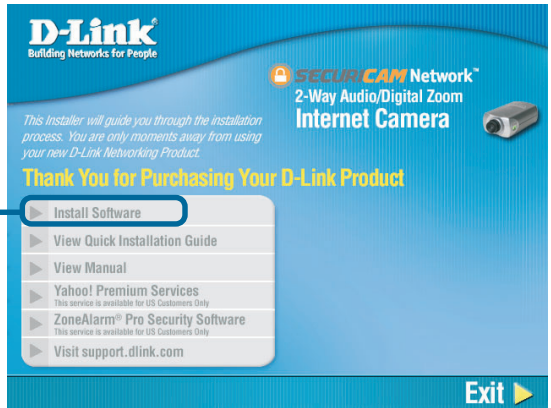 D-Link
Building Networks for People
SECURICAM Network™
2-Way Audio/Digital Zoom
Internet Camera
This Installer will guide you through the installation
process. You are only moments away from using
your new D-Link Networking Product.
Thank You for Purchasing Your D-Link Product
Install Software
View Quick Installation Guide
View Manual
Yahoo! Premium Services
This service is available for US Customers Only
ZoneAlarm® Pro Security Software
This service is available for US Customers Only
Visit support.dlink.com
Exit